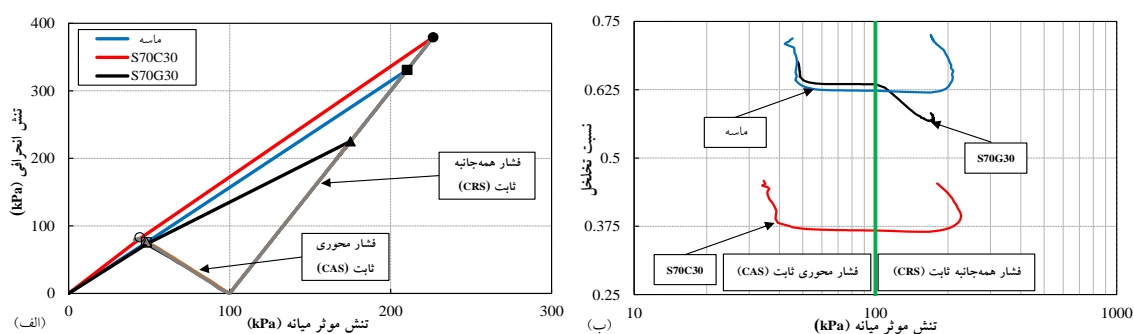 400
300
200
100
0
0
100
200
300
تنش انحرافی (kPa)
تنش موثر میانه (kPa)
(الف)
ماسه
S70C30
S70G30
فشار همه‌جانبه
ثابت (CRS)
فشار محوری
ثابت (CAS)
0.75
0.625
0.5
0.375
0.25
10
100
1000
نسبت تخلخل
تنش موثر میانه (kPa)
(ب)
ماسه
S70G30
S70C30
فشار محوری ثابت (CAS)
فشار همه‌جانبه ثابت (CRS)